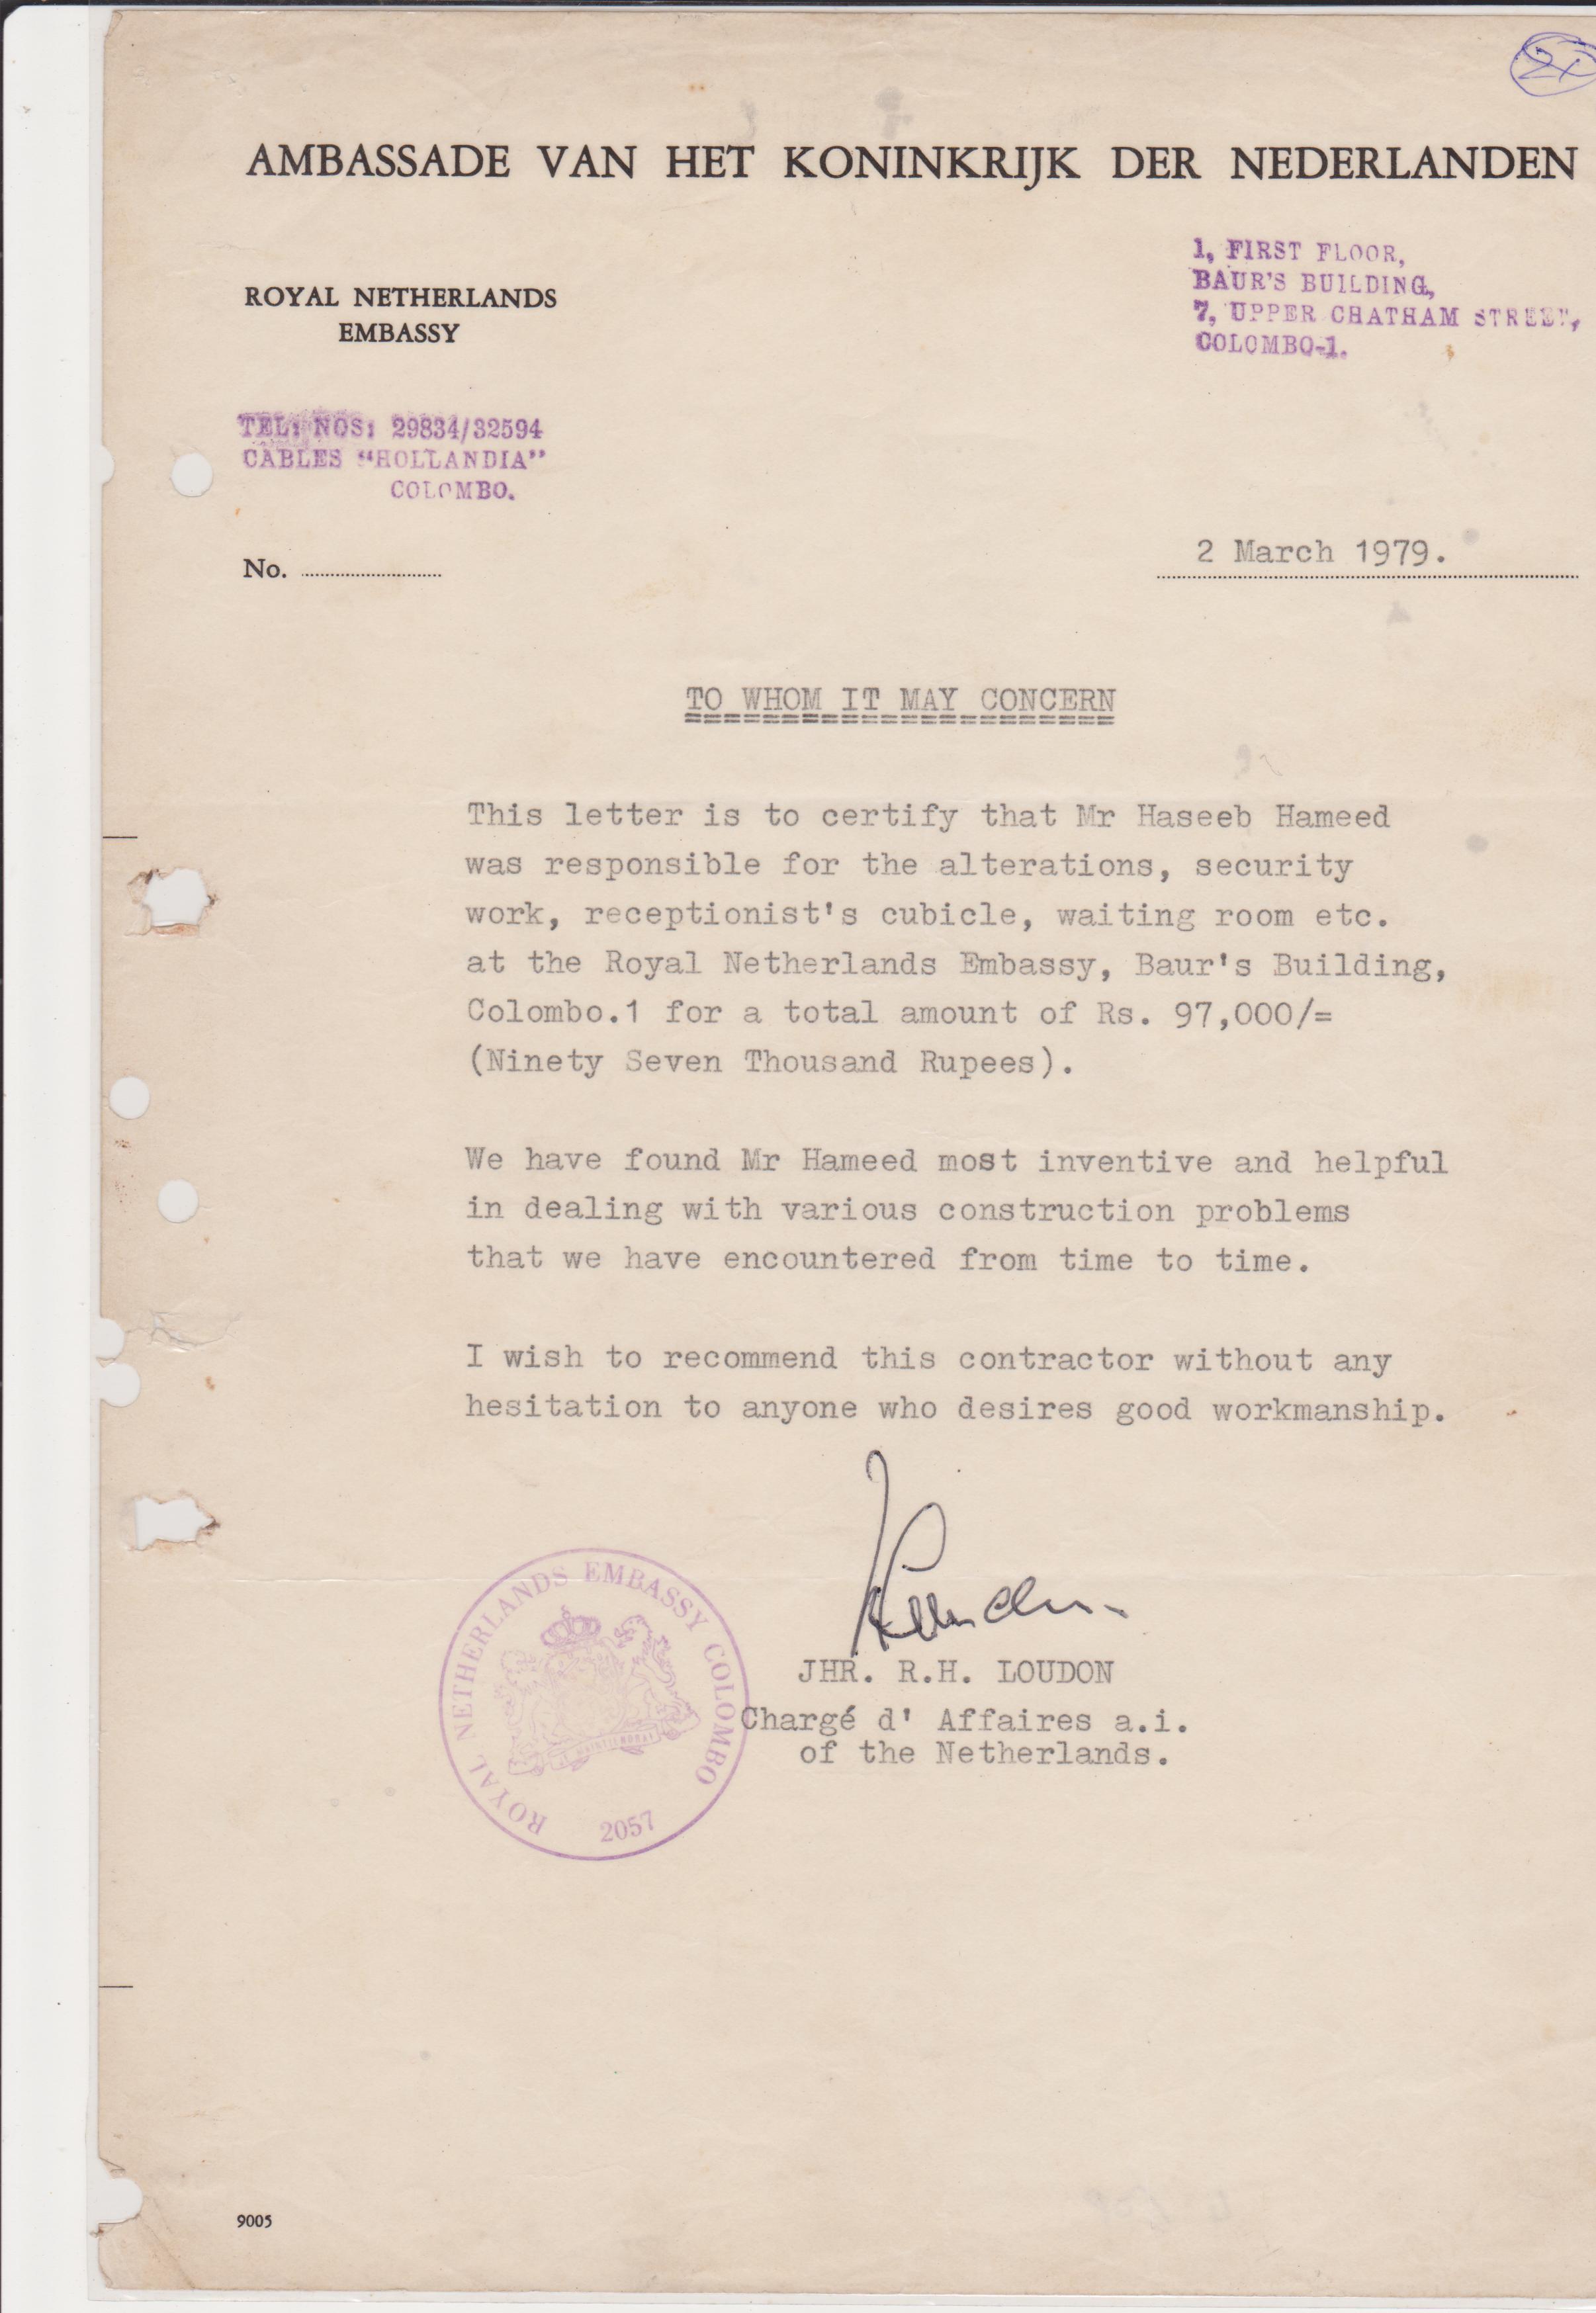 AMBASSADE VAN HET KONINKRIJK DER NEDERLANDEN
1, FIRST FLOOR,
BAUR'S BUILDING,
7, UPPER CHATHAM STREET,
COLOMBO-1.
ROYAL NETHERLANDS
EMBASSY
TEL: NOS: 29834/32594
CABLES "HOLLANDIA"
COLOMBO.
No. ........................
2 March 1979.
TO WHOM IT MAY CONCERN
This letter is to certify that Mr Haseeb Hameed
was responsible for the alterations, security
work, receptionist's cubicle, waiting room etc.
at the Royal Netherlands Embassy, Baur's Building,
Colombo.1 for a total amount of Rs. 97,000/=
(Ninety Seven Thousand Rupees).
We have found Mr Hameed most inventive and helpful
in dealing with various construction problems
that we have encountered from time to time.
I wish to recommend this contractor without any
hesitation to anyone who desires good workmanship.
JHR. R.H. LOUDON
Chargé d' Affaires a.i.
of the Netherlands.
ROYAL NETHERLANDS EMBASSY COLOMBO
2057
9005